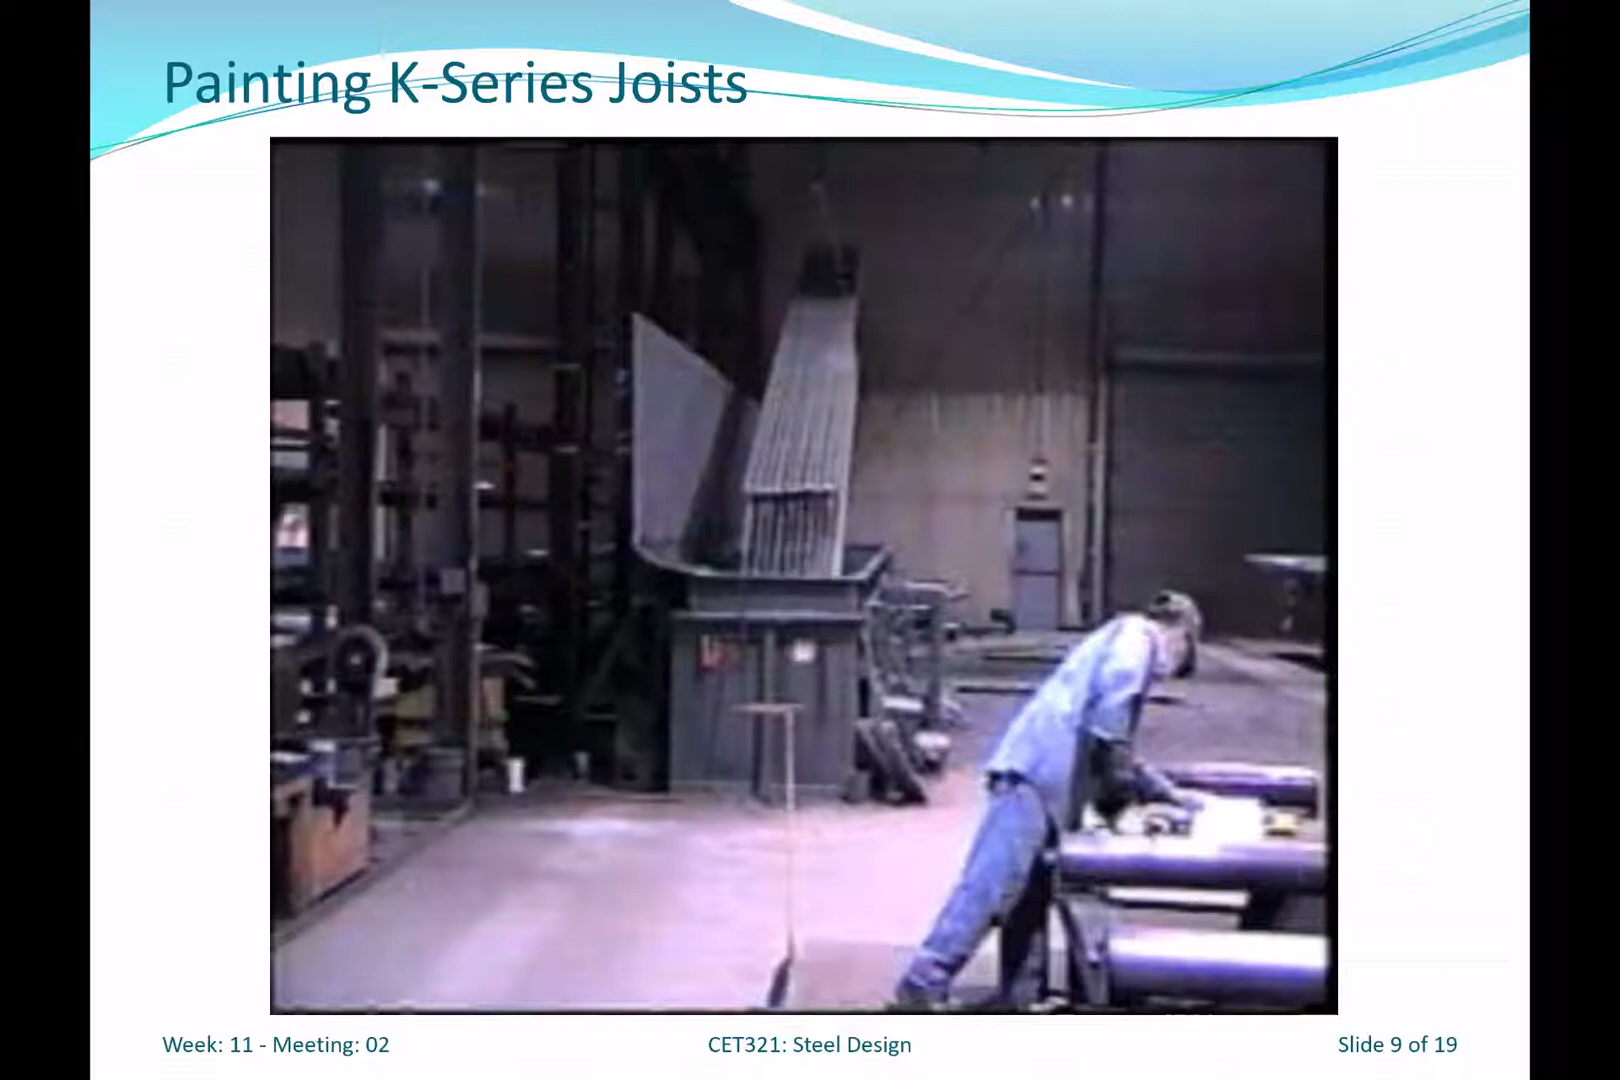 Painting K-Series Joists
Week: 11 - Meeting: 02
CET321: Steel Design
Slide 9 of 19